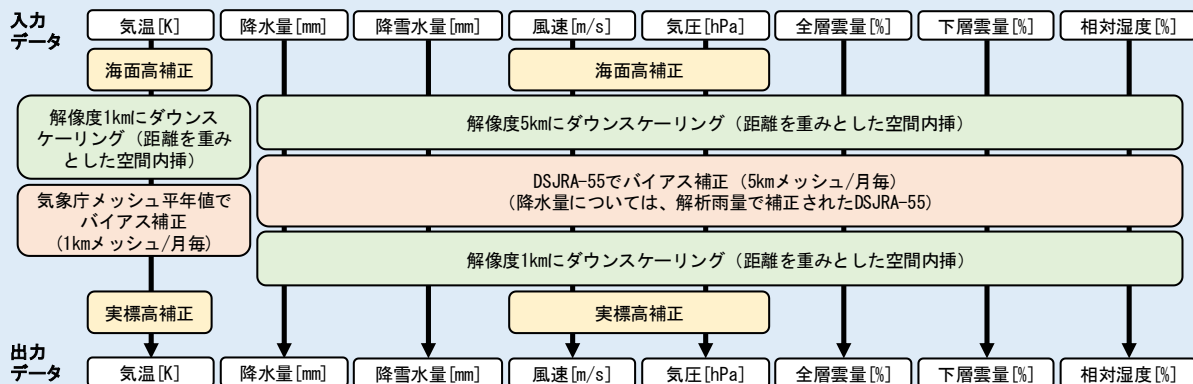 入力
データ
気温[K]
降水量[mm]
降雪水量[mm]
風速[m/s]
気圧[hPa]
全層雲量[%]
下層雲量[%]
相対湿度[%]
海面高補正
海面高補正
解像度1kmにダウンス
ケーリング（距離を重み
とした空間内挿）
解像度5kmにダウンスケーリング（距離を重みとした空間内挿）
気象庁メッシュ平年値で
バイアス補正
(1kmメッシュ/月毎)
DSJRA-55でバイアス補正（5kmメッシュ/月毎）
(降水量については、解析雨量で補正されたDSJRA-55)
解像度1kmにダウンスケーリング（距離を重みとした空間内挿）
実標高補正
実標高補正
出力
データ
気温[K]
降水量[mm]
降雪水量[mm]
風速[m/s]
気圧[hPa]
全層雲量[%]
下層雲量[%]
相対湿度[%]